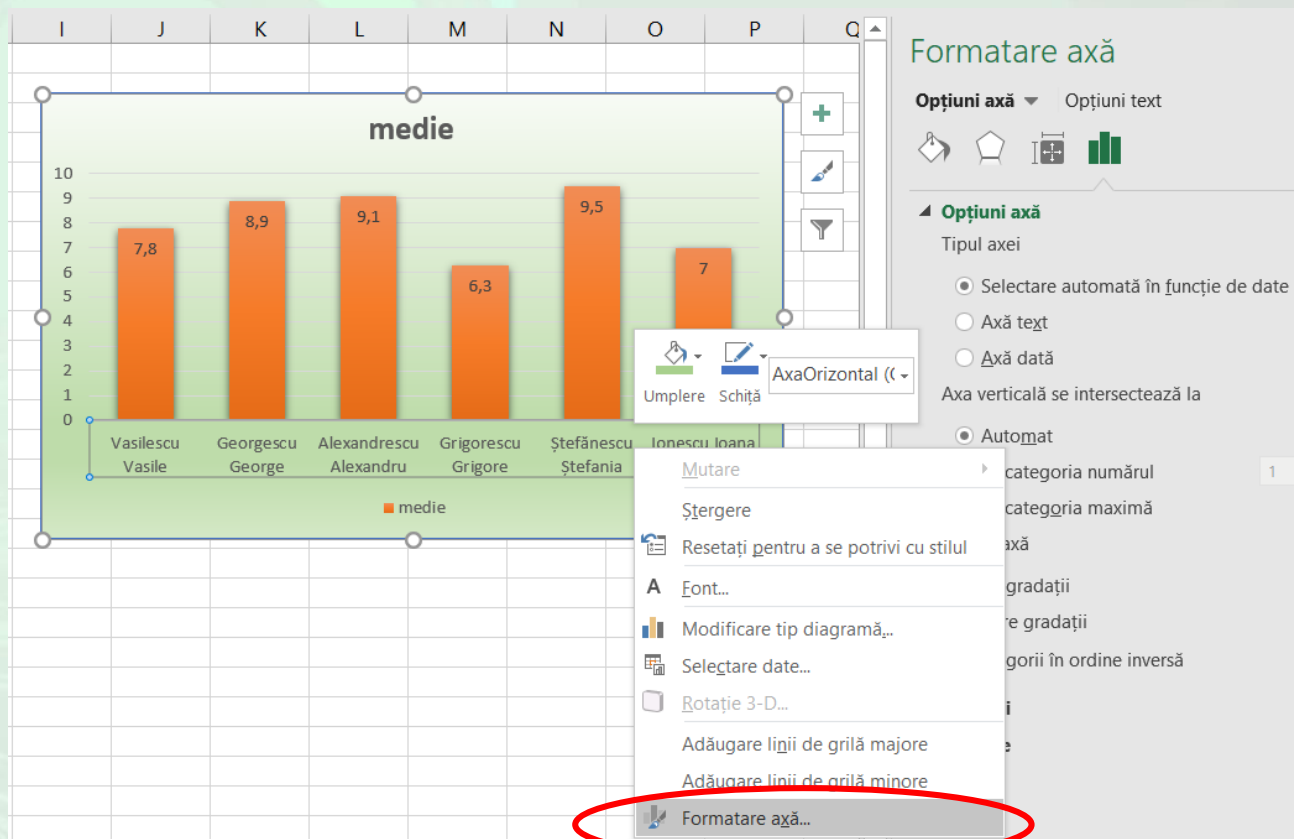 I J K L M N O P Q
medie
10
9
8
7
6
5
4
3
2
1
0
7,8
8,9
9,1
6,3
9,5
7
Vasilescu Vasile
Georgescu George
Alexandrescu Alexandru
Grigorescu Grigore
Ștefănescu Ștefania
Ionescu Ioana
medie
Umplere
Schiță
AxaOrizontal ((
Mutare
Ștergere
Resetați pentru a se potrivi cu stilul
A Font...
Modificare tip diagramă...
Selectare date...
Rotație 3-D...
Adăugare linii de grilă majore
Adăugare linii de grilă minore
Formatare axă...
Formatare axă
Opțiuni axă Opțiuni text
Opțiuni axă
Tipul axei
Selectare automată în funcție de date
Axă text
Axă dată
Axa verticală se intersectează la
Automat
categoria numărul 1
categoria maximă
axă
gradații
re gradații
gorii în ordine inversă
i